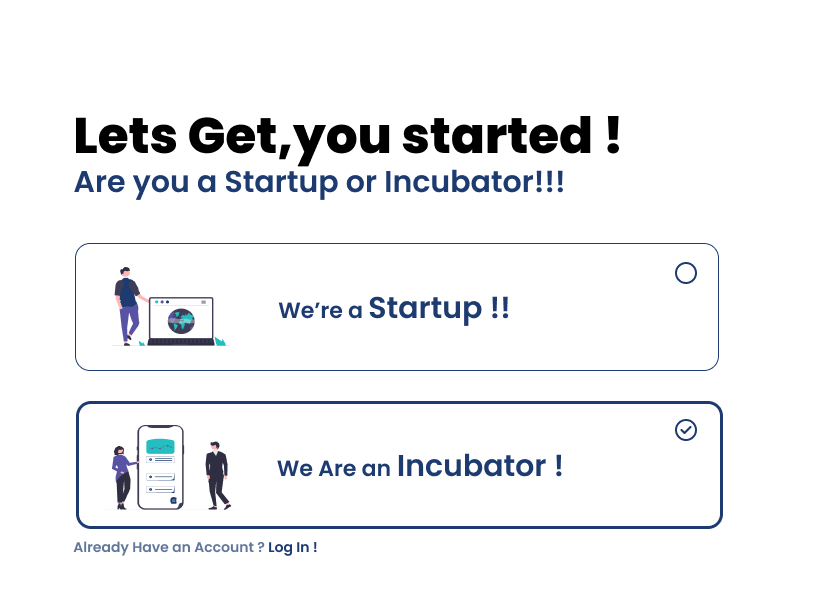 Lets Get,you started !
Are you a Startup or Incubator!!!
We’re a Startup !!
We Are an Incubator !
Already Have an Account ? Log In !